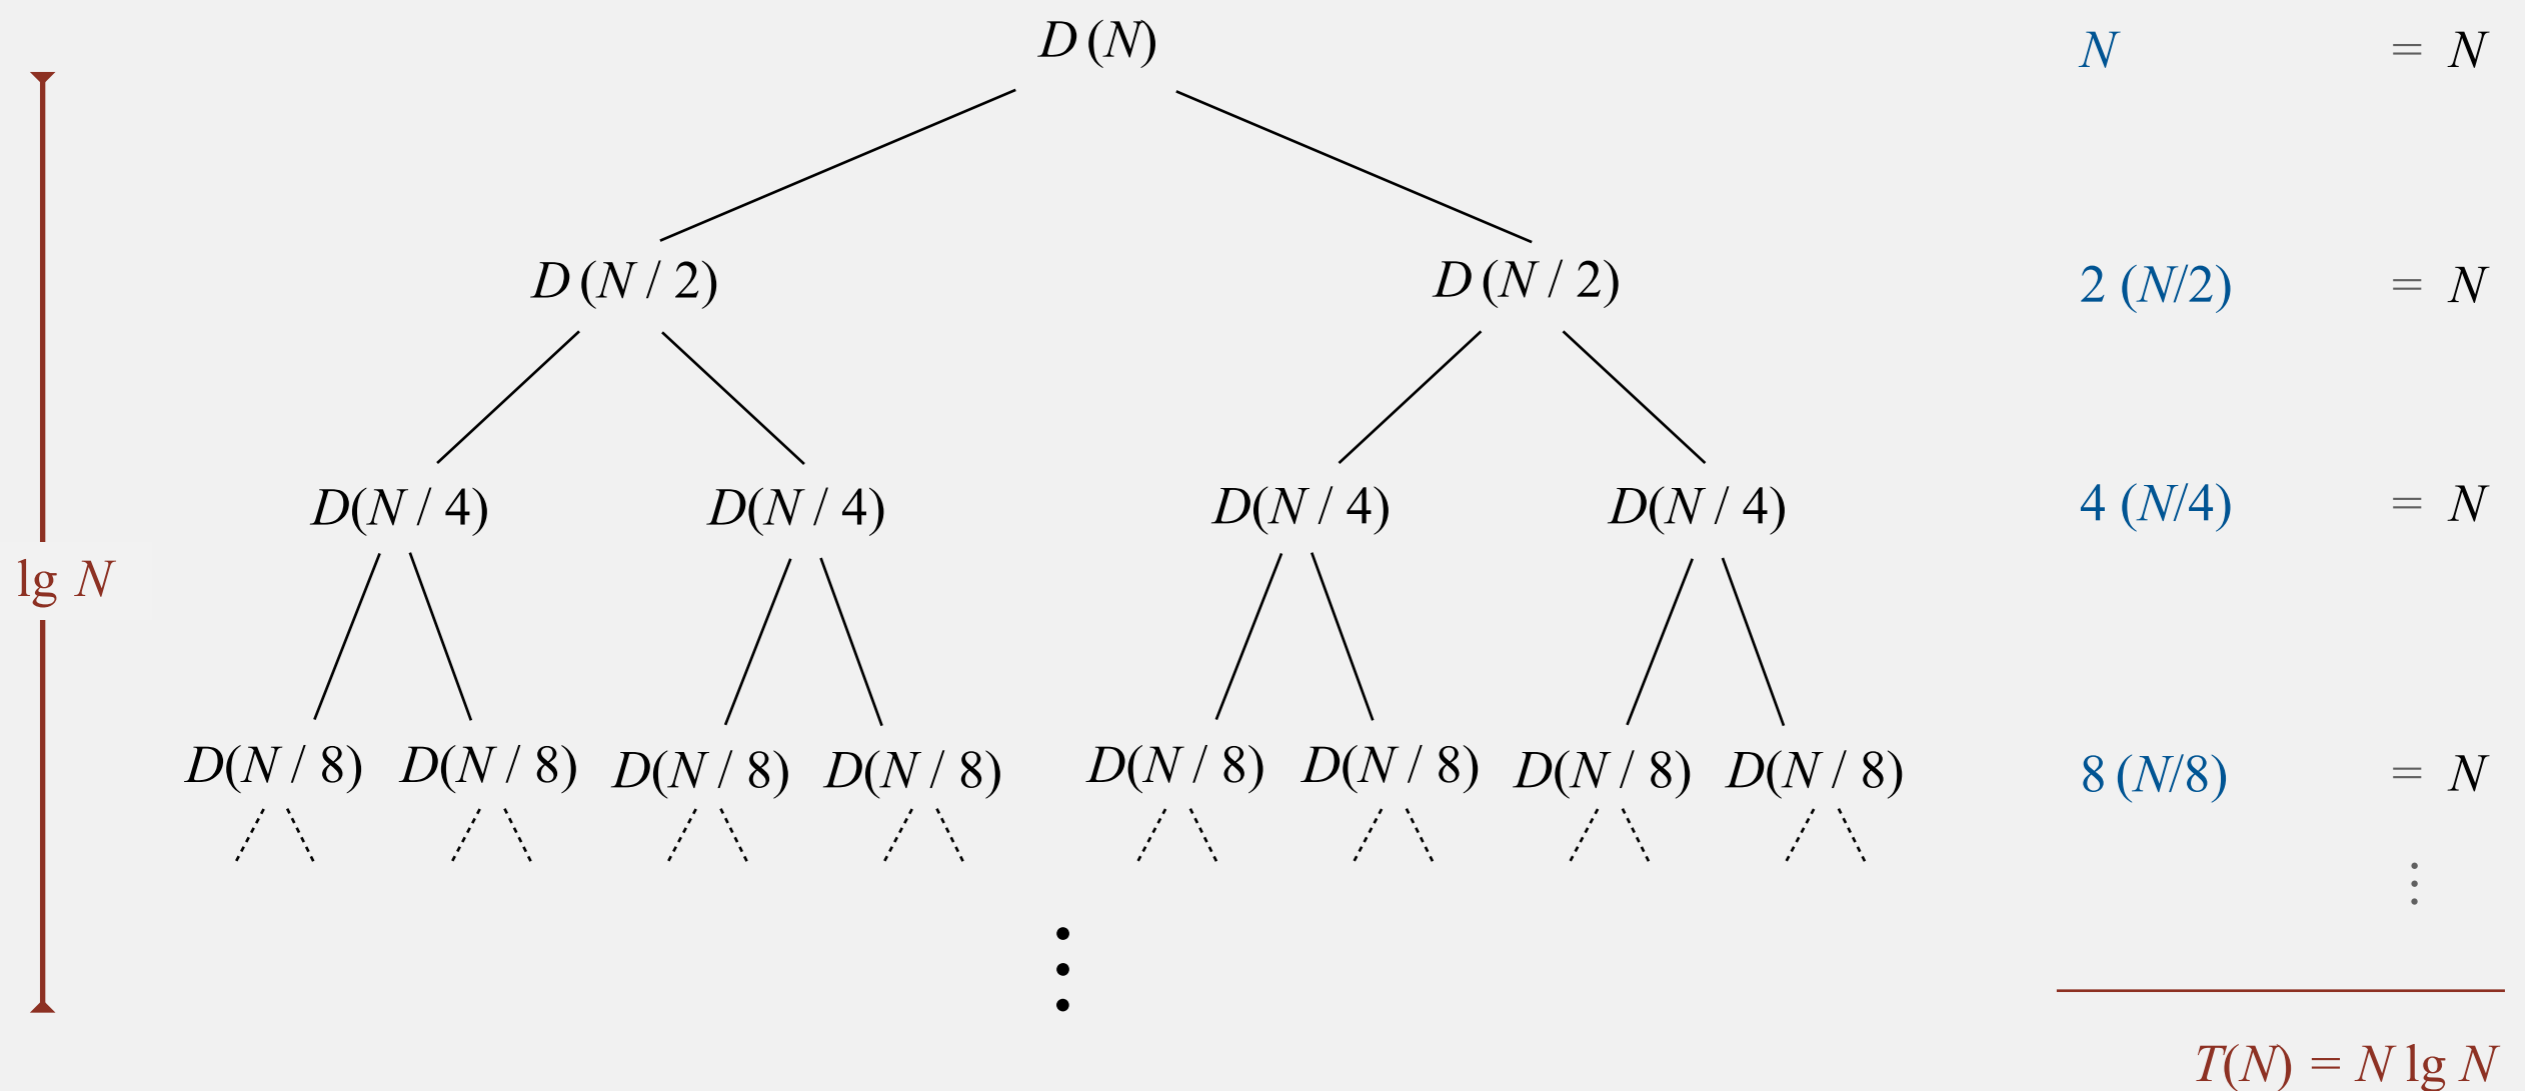 D (N) N = N
D (N / 2) D (N / 2) 2 (N/2) = N
D(N / 4) D(N / 4) D(N / 4) D(N / 4) 4 (N/4) = N
lg N
D(N / 8) D(N / 8) D(N / 8) D(N / 8) D(N / 8) D(N / 8) D(N / 8) D(N / 8) 8 (N/8) = N
T(N) = N lg N